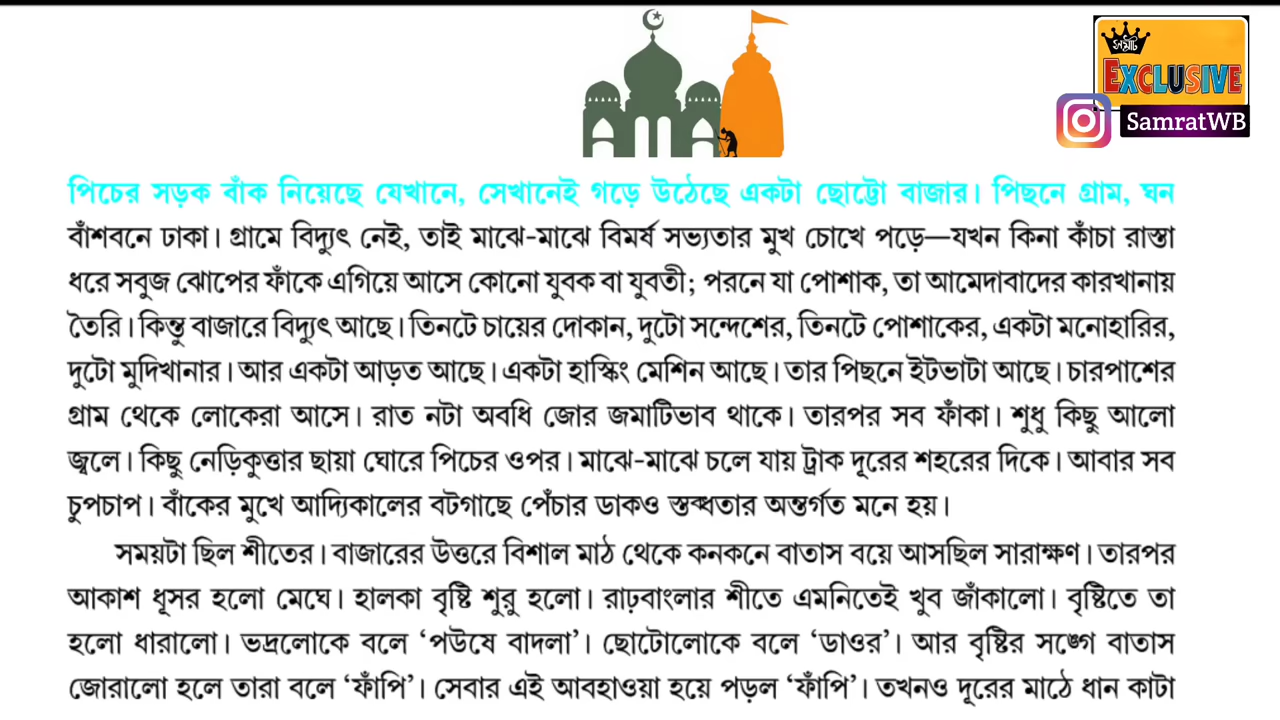 সম্রাট
EXCLUSIVE
SamratWB
পিচের সড়ক বাঁক নিয়েছে যেখানে, সেখানেই গড়ে উঠেছে একটা ছোট্টো বাজার। পিছনে গ্রাম, ঘন
বাঁশবনে ঢাকা। গ্রামে বিদ্যুৎ নেই, তাই মাঝে-মাঝে বিমর্ষ সভ্যতার মুখ চোখে পড়ে—যখন কিনা কাঁচা রাস্তা
ধরে সবুজ ঝোপের ফাঁকে এগিয়ে আসে কোনো যুবক বা যুবতী; পরনে যা পোশাক, তা আমেদাবাদের কারখানায়
তৈরি। কিন্তু বাজারে বিদ্যুৎ আছে। তিনটে চায়ের দোকান, দুটো সন্দেশের, তিনটে পোশাকের, একটা মনোহারির,
দুটো মুদিখানার। আর একটা আড়ত আছে। একটা হাস্কিং মেশিন আছে। তার পিছনে ইটভাটা আছে। চারপাশের
গ্রাম থেকে লোকেরা আসে। রাত নটা অবধি জোর জমাটিভাব থাকে। তারপর সব ফাঁকা। শুধু কিছু আলো
জ্বলে। কিছু নেড়িকুত্তার ছায়া ঘোরে পিচের ওপর। মাঝে-মাঝে চলে যায় ট্রাক দূরের শহরের দিকে। আবার সব
চুপচাপ। বাঁকের মুখে আদ্যিকালের বটগাছে পেঁচার ডাকও স্তব্ধতার অন্তর্গত মনে হয়।
সময়টা ছিল শীতের। বাজারের উত্তরে বিশাল মাঠ থেকে কনকনে বাতাস বয়ে আসছিল সারাক্ষণ। তারপর
আকাশ ধূসর হলো মেঘে। হালকা বৃষ্টি শুরু হলো। রাঢ়বাংলার শীতে এমনিতেই খুব জাঁকালো। বৃষ্টিতে তা
হলো ধারালো। ভদ্রলোকে বলে ‘পউষে বাদলা’। ছোটোলোকে বলে ‘ডাওর’। আর বৃষ্টির সঙ্গে বাতাস
জোরালো হলে তারা বলে ‘ফাঁপি’। সেবার এই আবহাওয়া হয়ে পড়ল ‘ফাঁপি’। তখনও দূরের মাঠে ধান কাটা